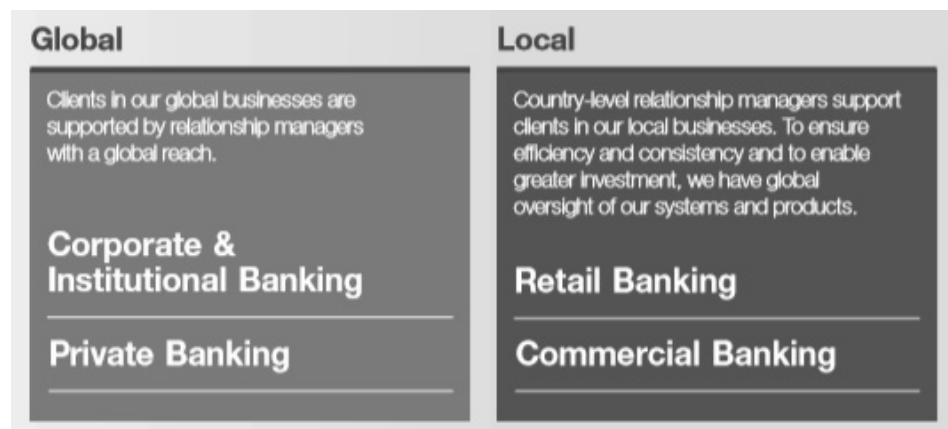 Global
Clients in our global businesses are
supported by relationship managers
with a global reach.
Corporate &
Institutional Banking
Private Banking
Local
Country-level relationship managers support
clients in our local businesses. To ensure
efficiency and consistency and to enable
greater investment, we have global
oversight of our systems and products.
Retail Banking
Commercial Banking